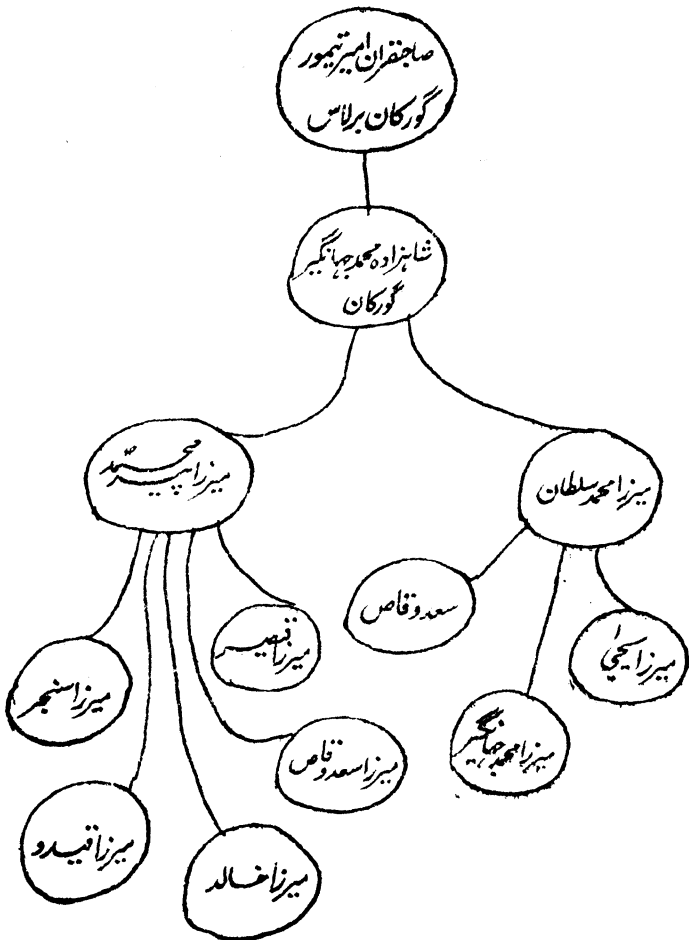 صاحبقران امیر تیمور
گورکان برلاس
شاهزاده محمد جهانگیر
گورکان
میرزا محمد سلطان
میرزا پیر محمد
سعد وقاص
میرزا یحیی
میرزا قیصر
میرزا سنجر
میرزا محمد جهانگیر
میرزا سعد وقاص
میرزا قیدو
میرزا خالد